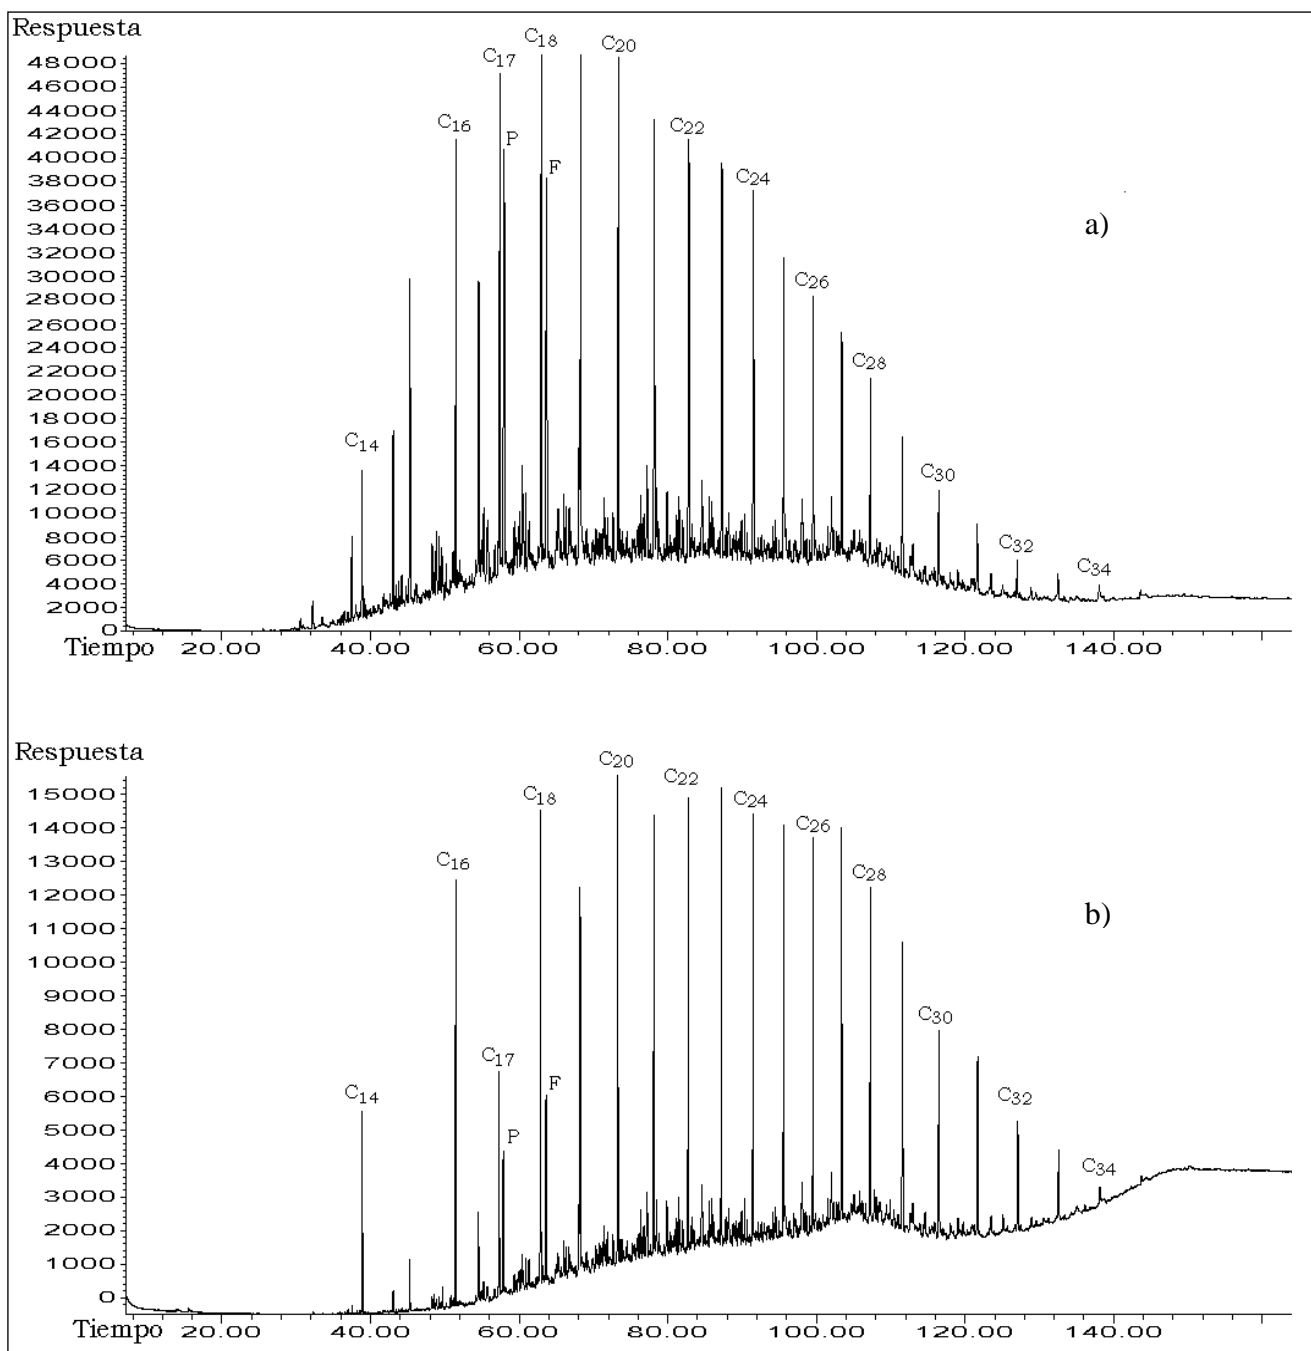 Respuesta
48000
46000
44000
42000
40000
38000
36000
34000
32000
30000
28000
26000
24000
22000
20000
18000
16000
14000
12000
10000
8000
6000
4000
2000
0
C14
C16
C17
P
C18
F
C20
C22
C24
C26
C28
C30
C32
C34
a)
Tiempo 20.00 40.00 60.00 80.00 100.00 120.00 140.00
Respuesta
15000
14000
13000
12000
11000
10000
9000
8000
7000
6000
5000
4000
3000
2000
1000
0
C14
C16
C17
P
C18
F
C20
C22
C24
C26
C28
C30
C32
C34
b)
Tiempo 20.00 40.00 60.00 80.00 100.00 120.00 140.00